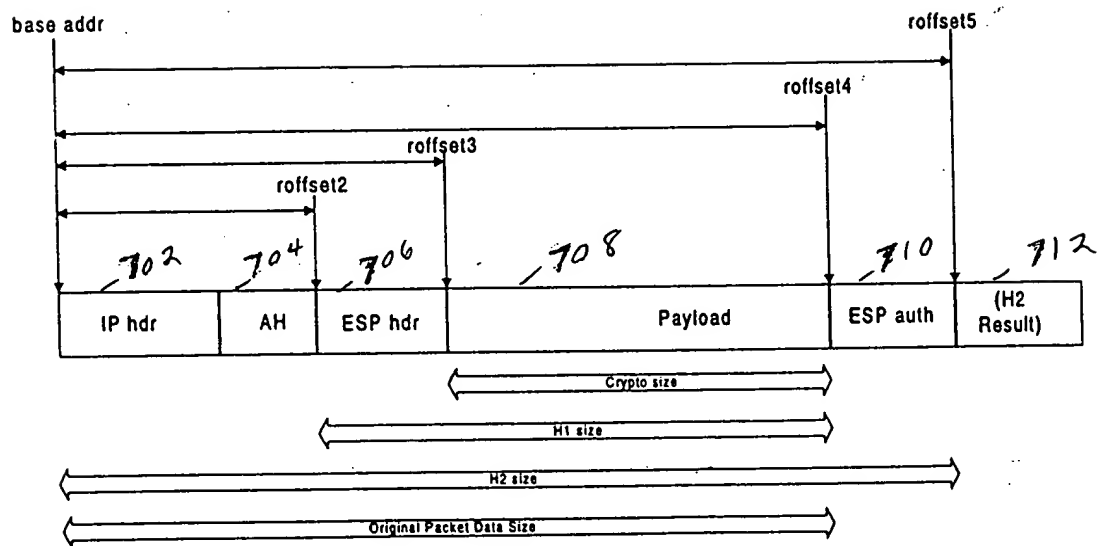 base addr
roffset5
roffset4
roffset3
roffset2
702
704
706
708
710
712
IP hdr
AH
ESP hdr
Payload
ESP auth
(H2
Result)
Crypto size
H1 size
H2 size
Original Packet Data Size